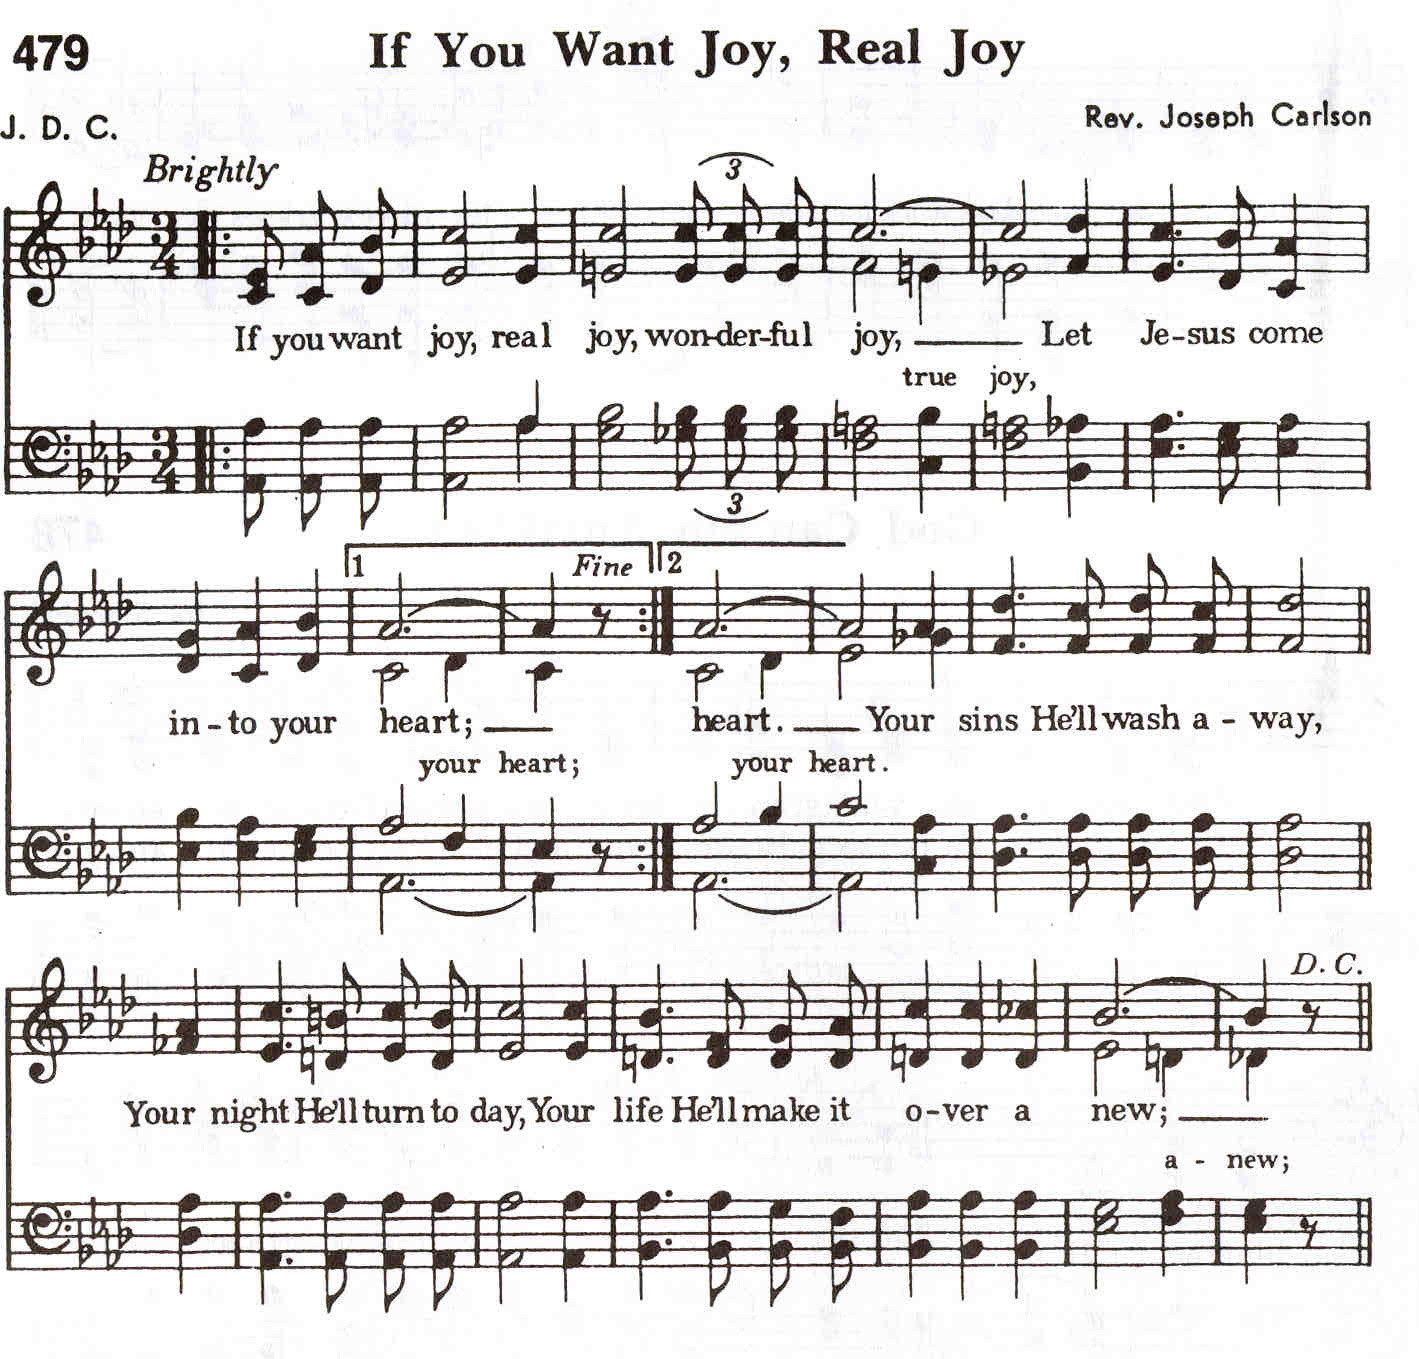 479 If You Want Joy, Real Joy
J. D. C. Rev. Joseph Carlson
Brightly
3
3 4
If you want joy, real joy, won-der-ful joy, Let Je-sus come
true joy,
3 4
3
1 Fine 2
in - to your heart; heart. Your sins He'll wash a - way,
your heart; your heart.
D. C.
Your night He'll turn to day, Your life He'll make it o-ver a new;
a - new;